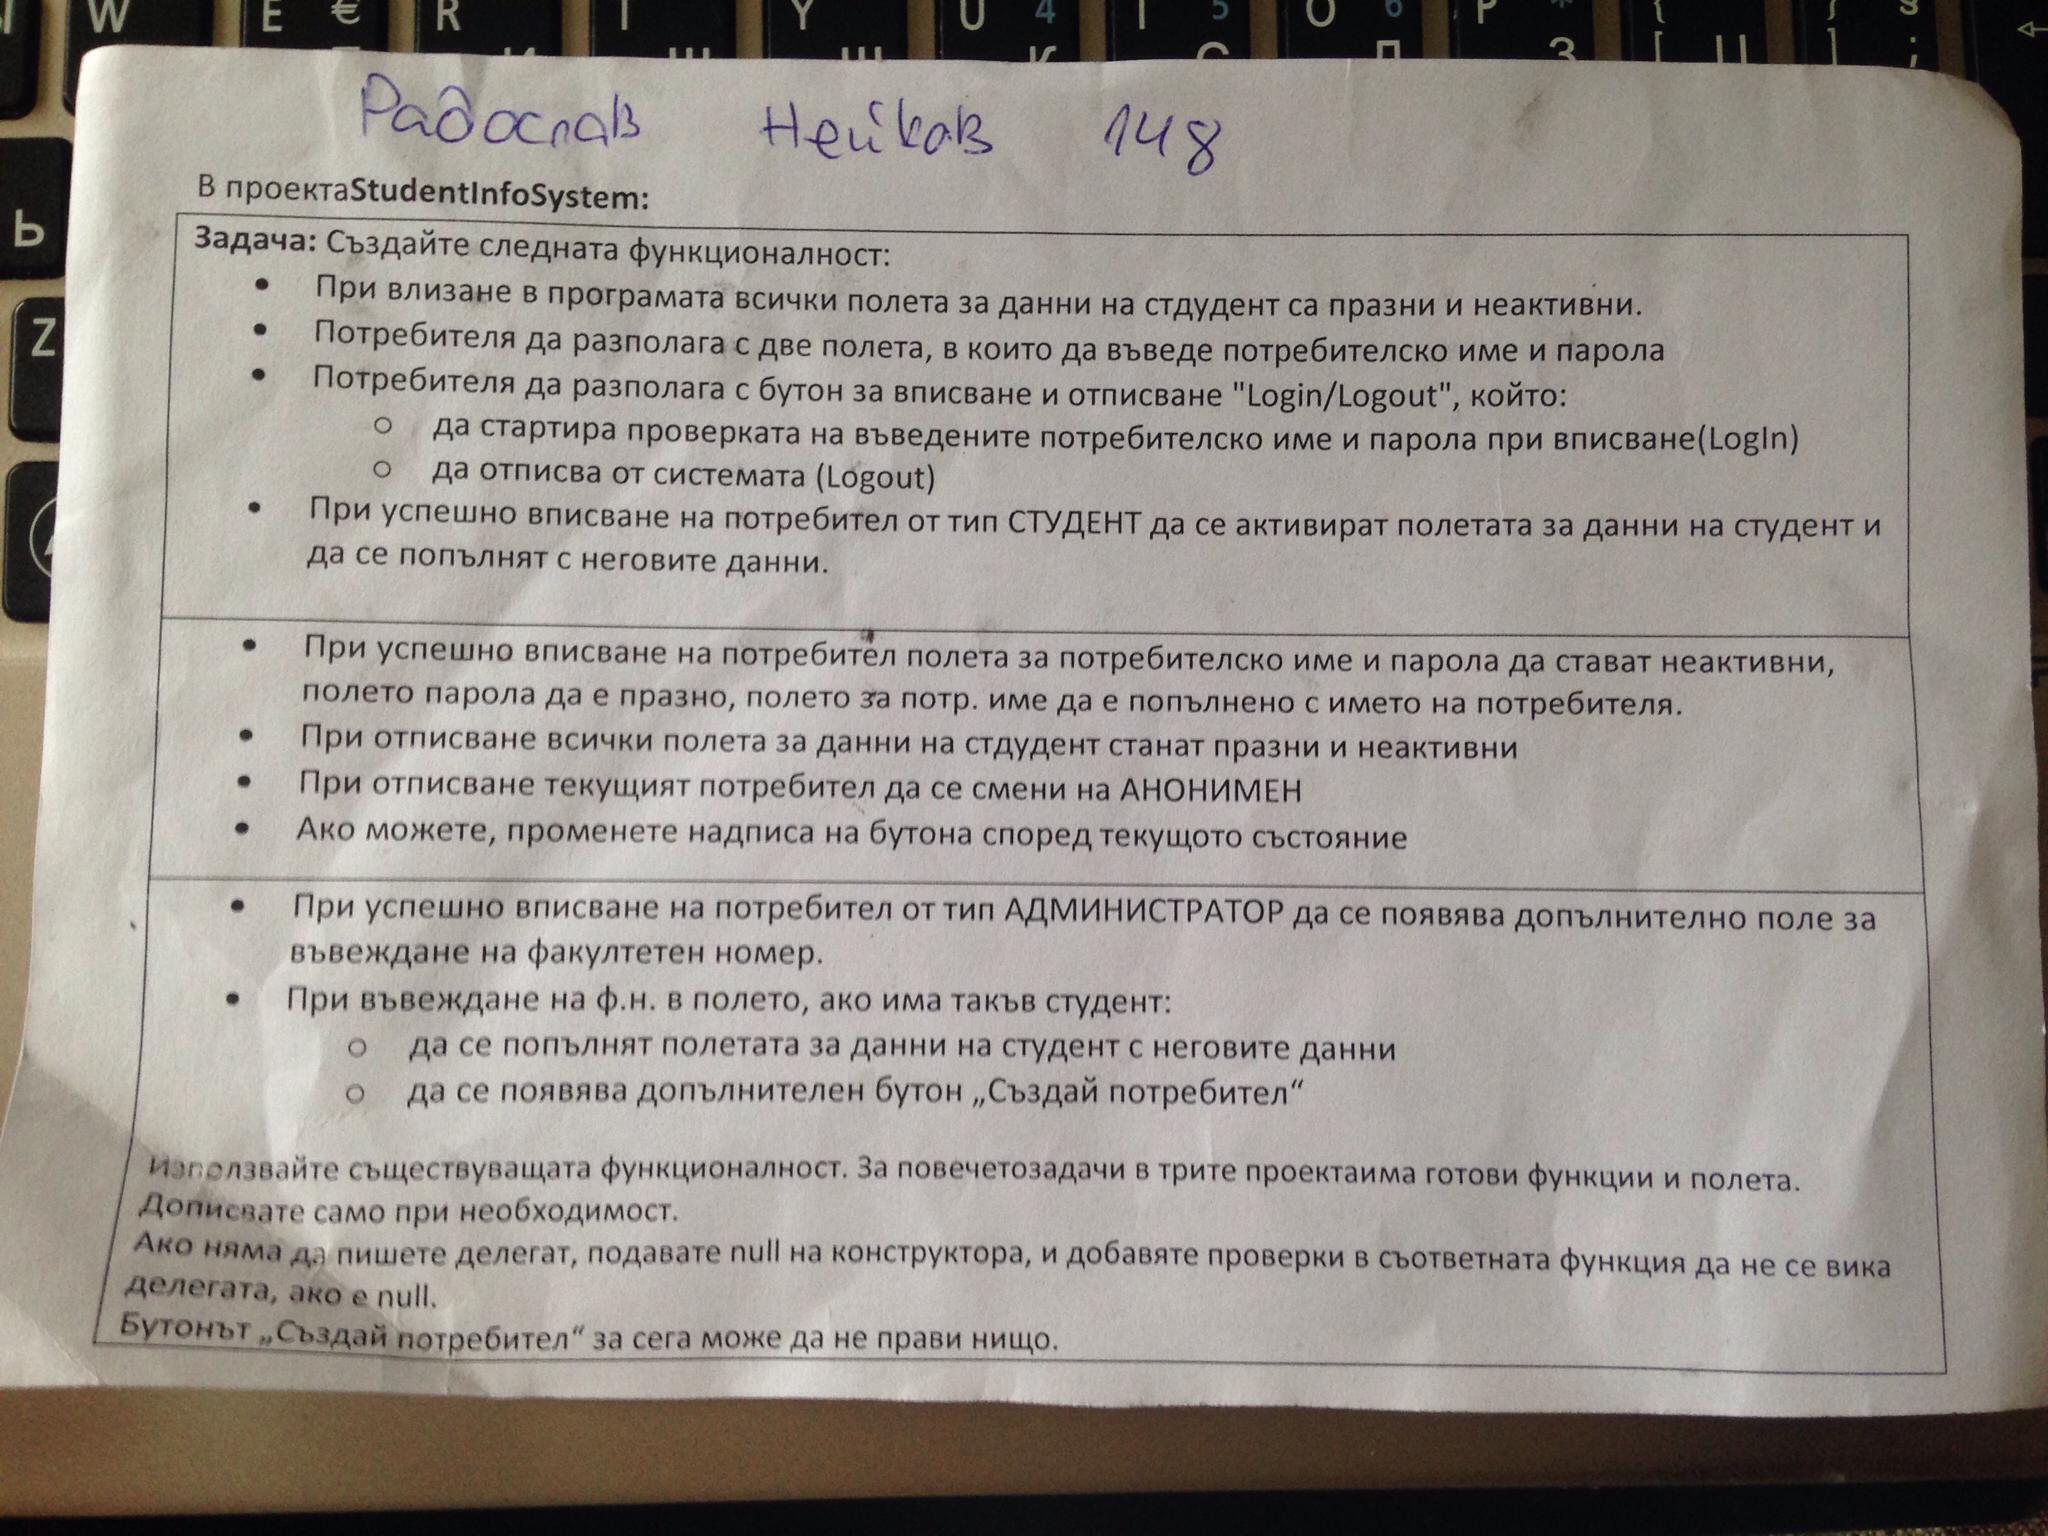 W E € R T Y U 4 I 5 O 6 P * { } §
К С П З [ Ц ] ;
Ь
Z
Радослав Нейков 148
В проектаStudentInfoSystem:
Задача: Създайте следната функционалност:
• При влизане в програмата всички полета за данни на стдудент са празни и неактивни.
• Потребителя да разполага с две полета, в които да въведе потребителско име и парола
• Потребителя да разполага с бутон за вписване и отписване "Login/Logout", който:
○ да стартира проверката на въведените потребителско име и парола при вписване(LogIn)
○ да отписва от системата (Logout)
• При успешно вписване на потребител от тип СТУДЕНТ да се активират полетата за данни на студент и
да се попълнят с неговите данни.
• При успешно вписване на потребител полета за потребителско име и парола да стават неактивни,
полето парола да е празно, полето за потр. име да е попълнено с името на потребителя.
• При отписване всички полета за данни на стдудент станат празни и неактивни
• При отписване текущият потребител да се смени на АНОНИМЕН
• Ако можете, променете надписа на бутона според текущото състояние
• При успешно вписване на потребител от тип АДМИНИСТРАТОР да се появява допълнително поле за
въвеждане на факултетен номер.
• При въвеждане на ф.н. в полето, ако има такъв студент:
○ да се попълнят полетата за данни на студент с неговите данни
○ да се появява допълнителен бутон „Създай потребител“
Използвайте съществуващата функционалност. За повечетозадачи в трите проектаима готови функции и полета.
Дописвате само при необходимост.
Ако няма да пишете делегат, подавате null на конструктора, и добавяте проверки в съответната функция да не се вика
делегата, ако е null.
Бутонът „Създай потребител“ за сега може да не прави нищо.